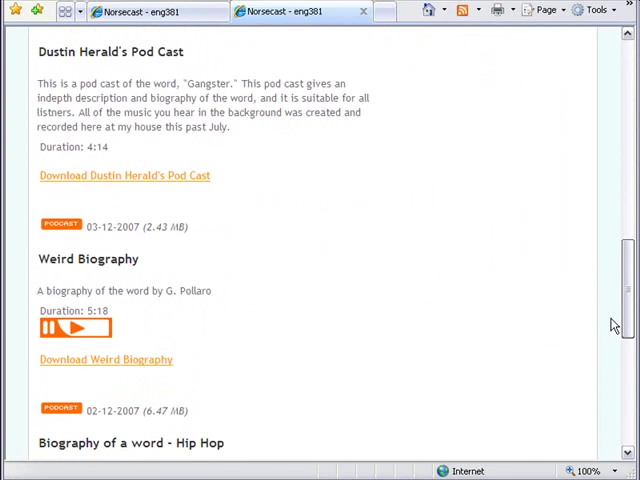 Norsecast - eng381
Norsecast - eng381
Page
Tools
Dustin Herald's Pod Cast
This is a pod cast of the word, "Gangster." This pod cast gives an
indepth description and biography of the word, and it is suitable for all
listners. All of the music you hear in the background was created and
recorded here at my house this past July.
Duration: 4:14
Download Dustin Herald's Pod Cast
PODCAST 03-12-2007 (2.43 MB)
Weird Biography
A biography of the word by G. Pollaro
Duration: 5:18
Download Weird Biography
PODCAST 02-12-2007 (6.47 MB)
Biography of a word - Hip Hop
Internet
100%